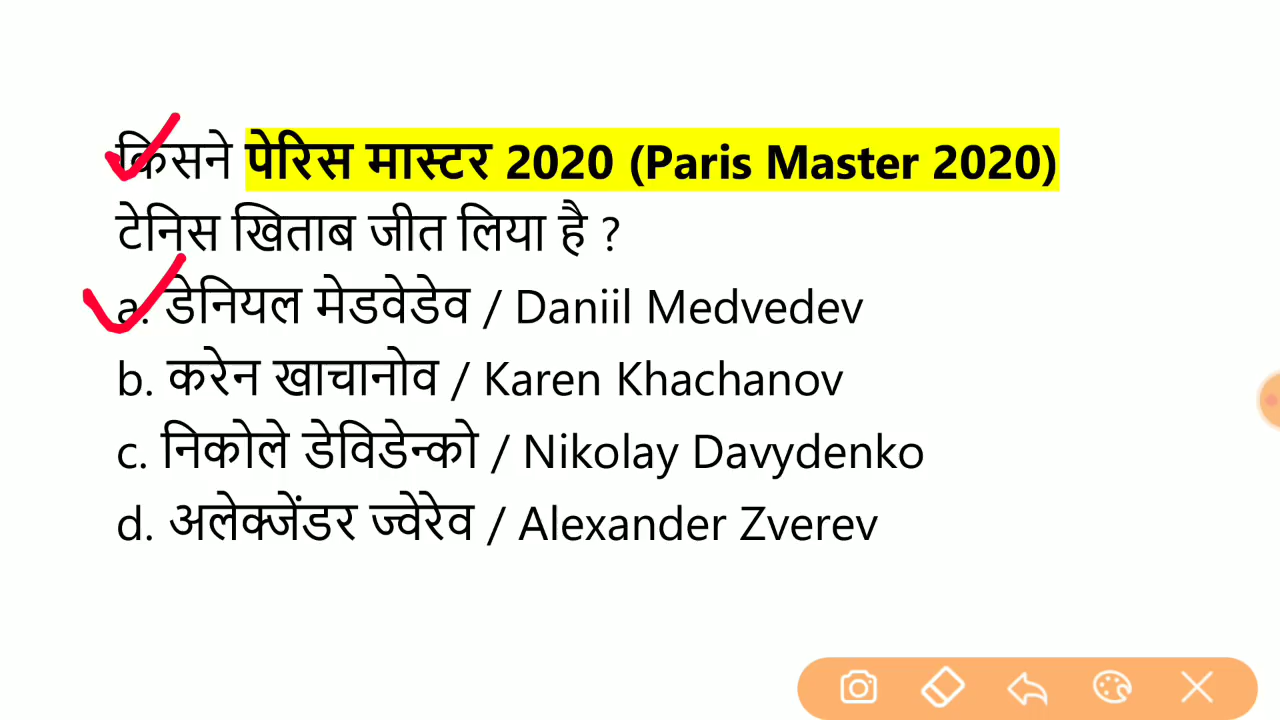 किसने पेरिस मास्टर 2020 (Paris Master 2020)
टेनिस खिताब जीत लिया है ?
a. डेनियल मेडवेडेव / Daniil Medvedev
b. करेन खाचानोव / Karen Khachanov
c. निकोले डेविडेन्को / Nikolay Davydenko
d. अलेक्जेंडर ज्वेरेव / Alexander Zverev